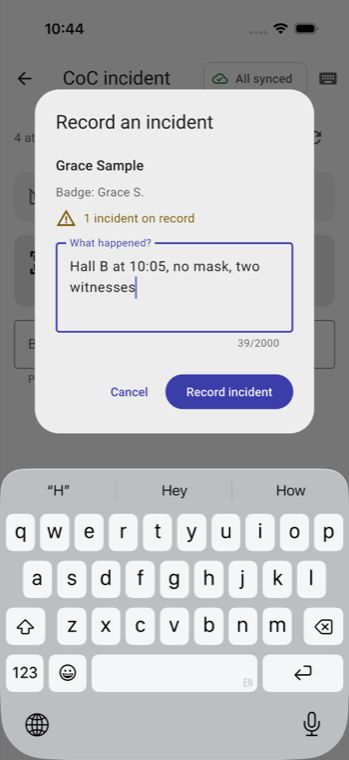 10:44
CoC incident
All synced
4 at
Record an incident
Grace Sample
Badge: Grace S.
1 incident on record
What happened?
Hall B at 10:05, no mask, two
witnesses
39/2000
B
P
Cancel
Record incident
“H”
Hey
How
q w e r t y u i o p
a s d f g h j k l
z x c v b n m
123
EN